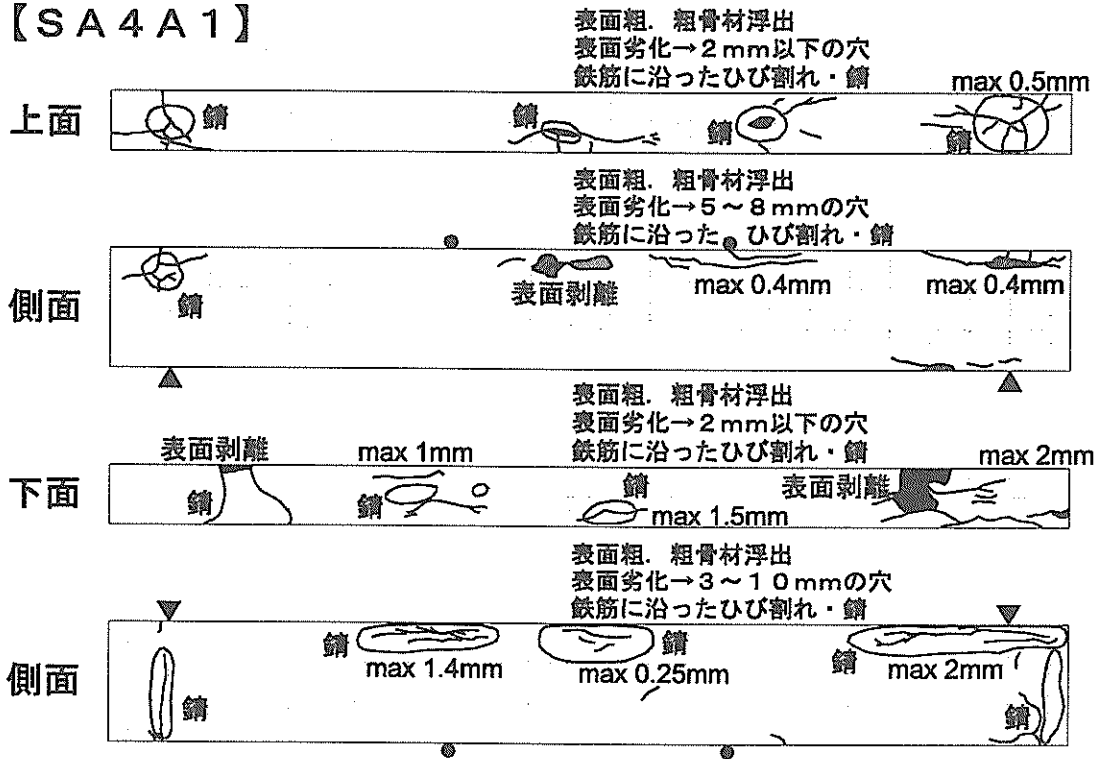 【ＳＡ４Ａ１】
表面粗．粗骨材浮出
表面劣化→２ｍｍ以下の穴
鉄筋に沿ったひび割れ・錆
max 0.5mm
上面
錆
錆
錆
錆
表面粗．粗骨材浮出
表面劣化→５～８ｍｍの穴
鉄筋に沿った ひび割れ・錆
側面
錆
表面剥離
max 0.4mm
max 0.4mm
表面粗．粗骨材浮出
表面劣化→２ｍｍ以下の穴
鉄筋に沿ったひび割れ・錆
表面剥離
max 1mm
max 2mm
下面
錆
錆
錆
表面剥離
max 1.5mm
表面粗．粗骨材浮出
表面劣化→３～１０ｍｍの穴
鉄筋に沿ったひび割れ・錆
側面
錆
錆
錆
max 1.4mm
max 0.25mm
max 2mm
錆
錆